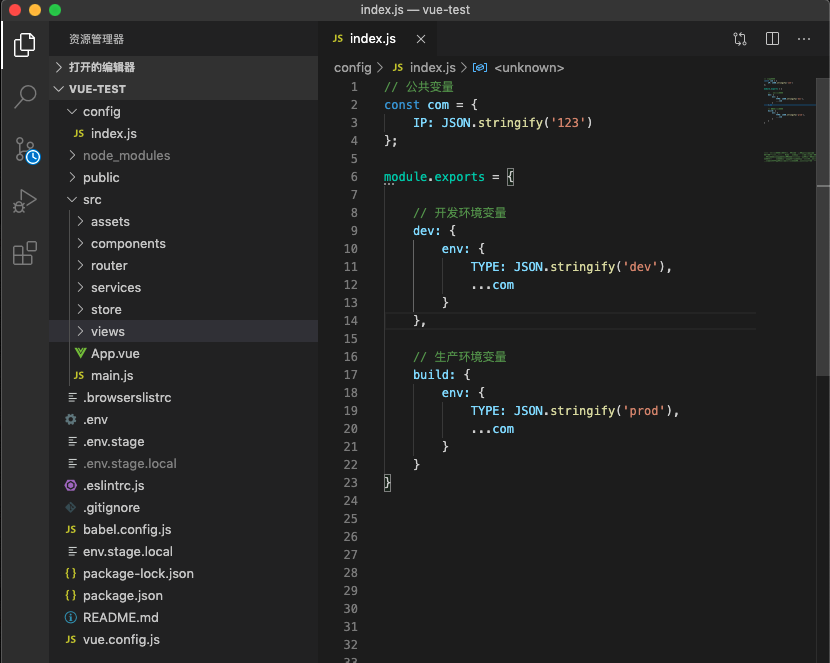 index.js — vue-test
资源管理器
打开的编辑器
VUE-TEST
config
JS index.js
node_modules
public
src
assets
components
router
services
store
views
App.vue
JS main.js
.browserslistrc
.env
.env.stage
.env.stage.local
.eslintrc.js
.gitignore
JS babel.config.js
env.stage.local
{} package-lock.json
{} package.json
README.md
JS vue.config.js
JS index.js
config > JS index.js > <unknown>
1 // 公共变量
2 const com = {
3 IP: JSON.stringify('123')
4 };
5
6 module.exports = {
7
8 // 开发环境变量
9 dev: {
10 env: {
11 TYPE: JSON.stringify('dev'),
12 ...com
13 }
14 },
15
16 // 生产环境变量
17 build: {
18 env: {
19 TYPE: JSON.stringify('prod'),
20 ...com
21 }
22 }
23 }
24
25
26
27
28
29
30
31
32
33